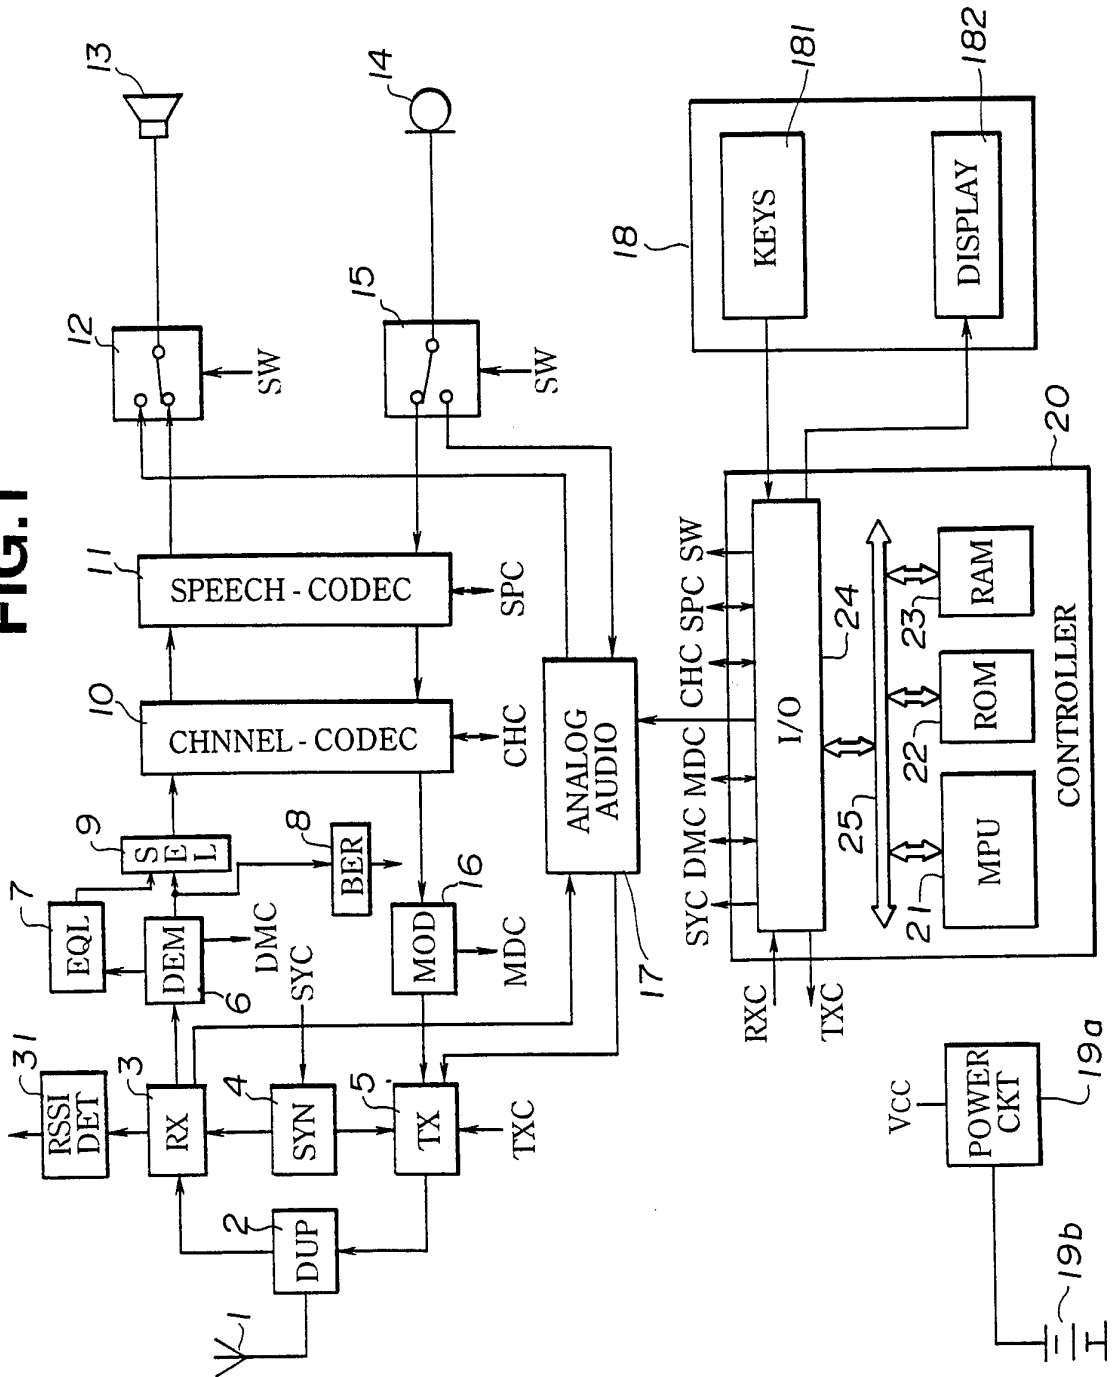 FIG.1
1
DUP
2
RSSI
DET
31
RX
3
SYN
4
SYC
TX
5
TXC
EQL
7
DEM
6
DMC
SEL
9
BER
8
MOD
16
MDC
CHNNEL - CODEC
10
CHC
SPEECH - CODEC
11
SPC
12
SW
13
15
SW
14
ANALOG
AUDIO
17
RXC
TXC
SYC DMC MDC CHC SPC SW
I/O
24
25
MPU
21
ROM
22
RAM
23
CONTROLLER
20
18
KEYS
181
DISPLAY
182
VCC
POWER
CKT
19a
19b